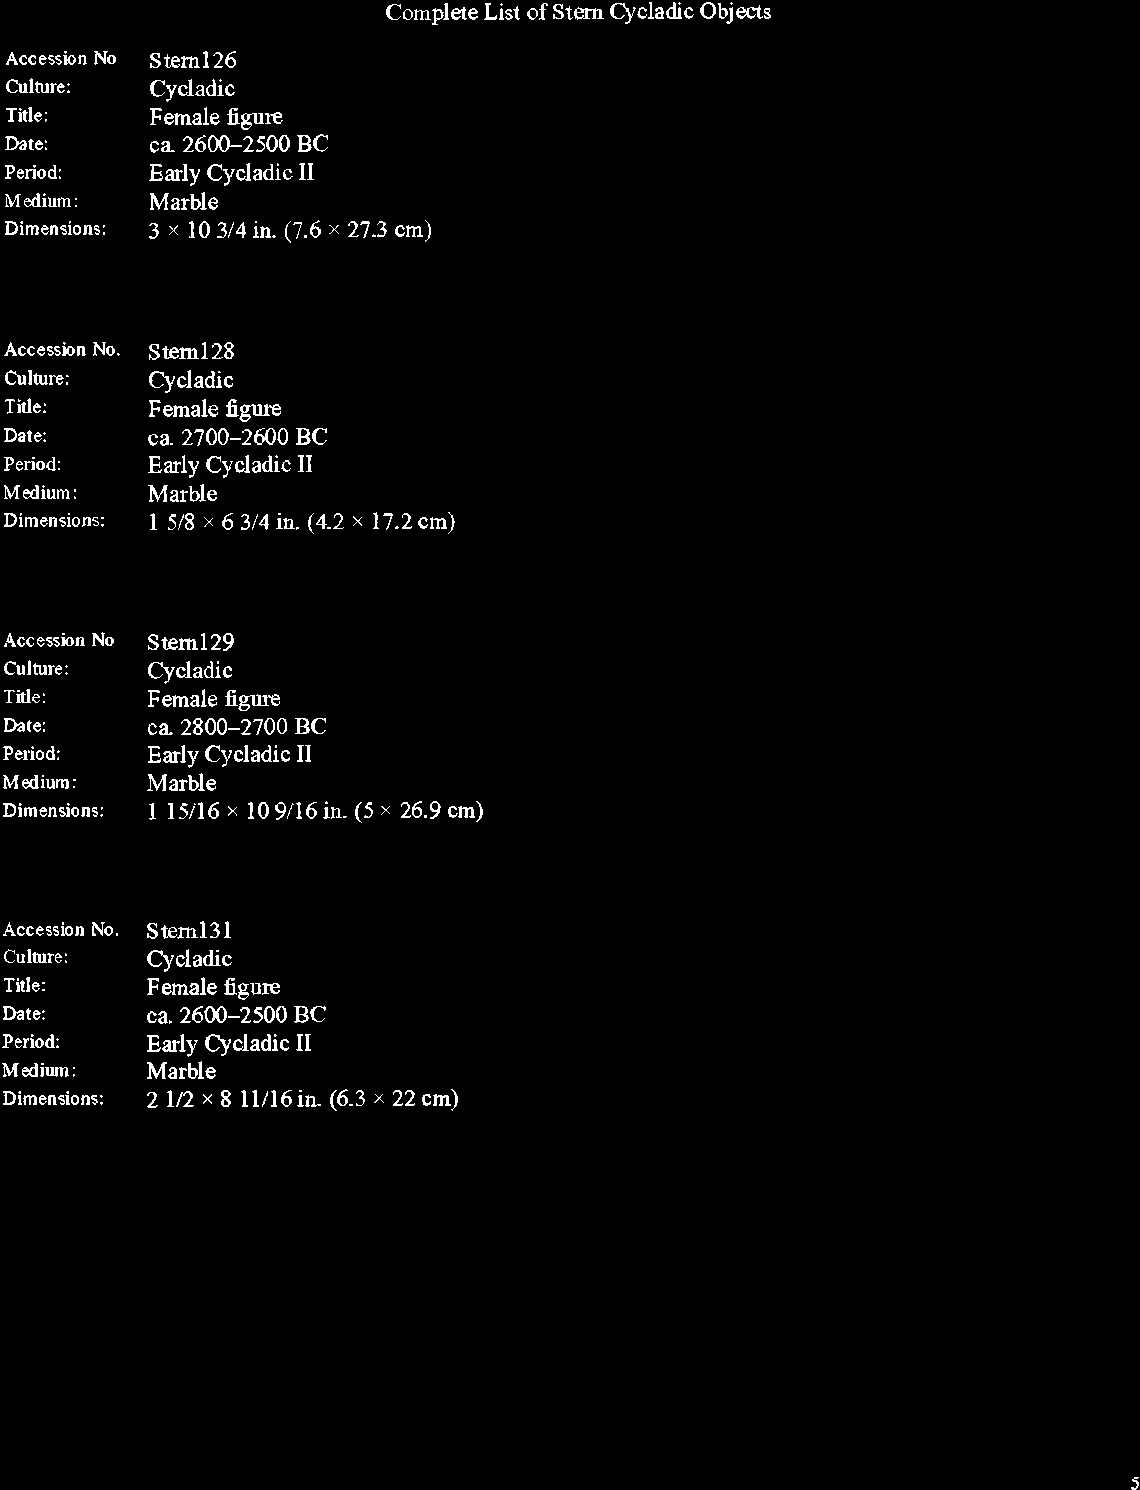 Complete List of Stern Cycladic Objects
Accession No Stern126
Culture: Cycladic
Title: Female figure
Date: ca. 2600–2500 BC
Period: Early Cycladic II
Medium: Marble
Dimensions: 3 × 10 3/4 in. (7.6 × 27.3 cm)
Accession No. Stern128
Culture: Cycladic
Title: Female figure
Date: ca. 2700–2600 BC
Period: Early Cycladic II
Medium: Marble
Dimensions: 1 5/8 × 6 3/4 in. (4.2 × 17.2 cm)
Accession No Stern129
Culture: Cycladic
Title: Female figure
Date: ca. 2800–2700 BC
Period: Early Cycladic II
Medium: Marble
Dimensions: 1 15/16 × 10 9/16 in. (5 × 26.9 cm)
Accession No. Stern131
Culture: Cycladic
Title: Female figure
Date: ca. 2600–2500 BC
Period: Early Cycladic II
Medium: Marble
Dimensions: 2 1/2 × 8 11/16 in. (6.3 × 22 cm)
5